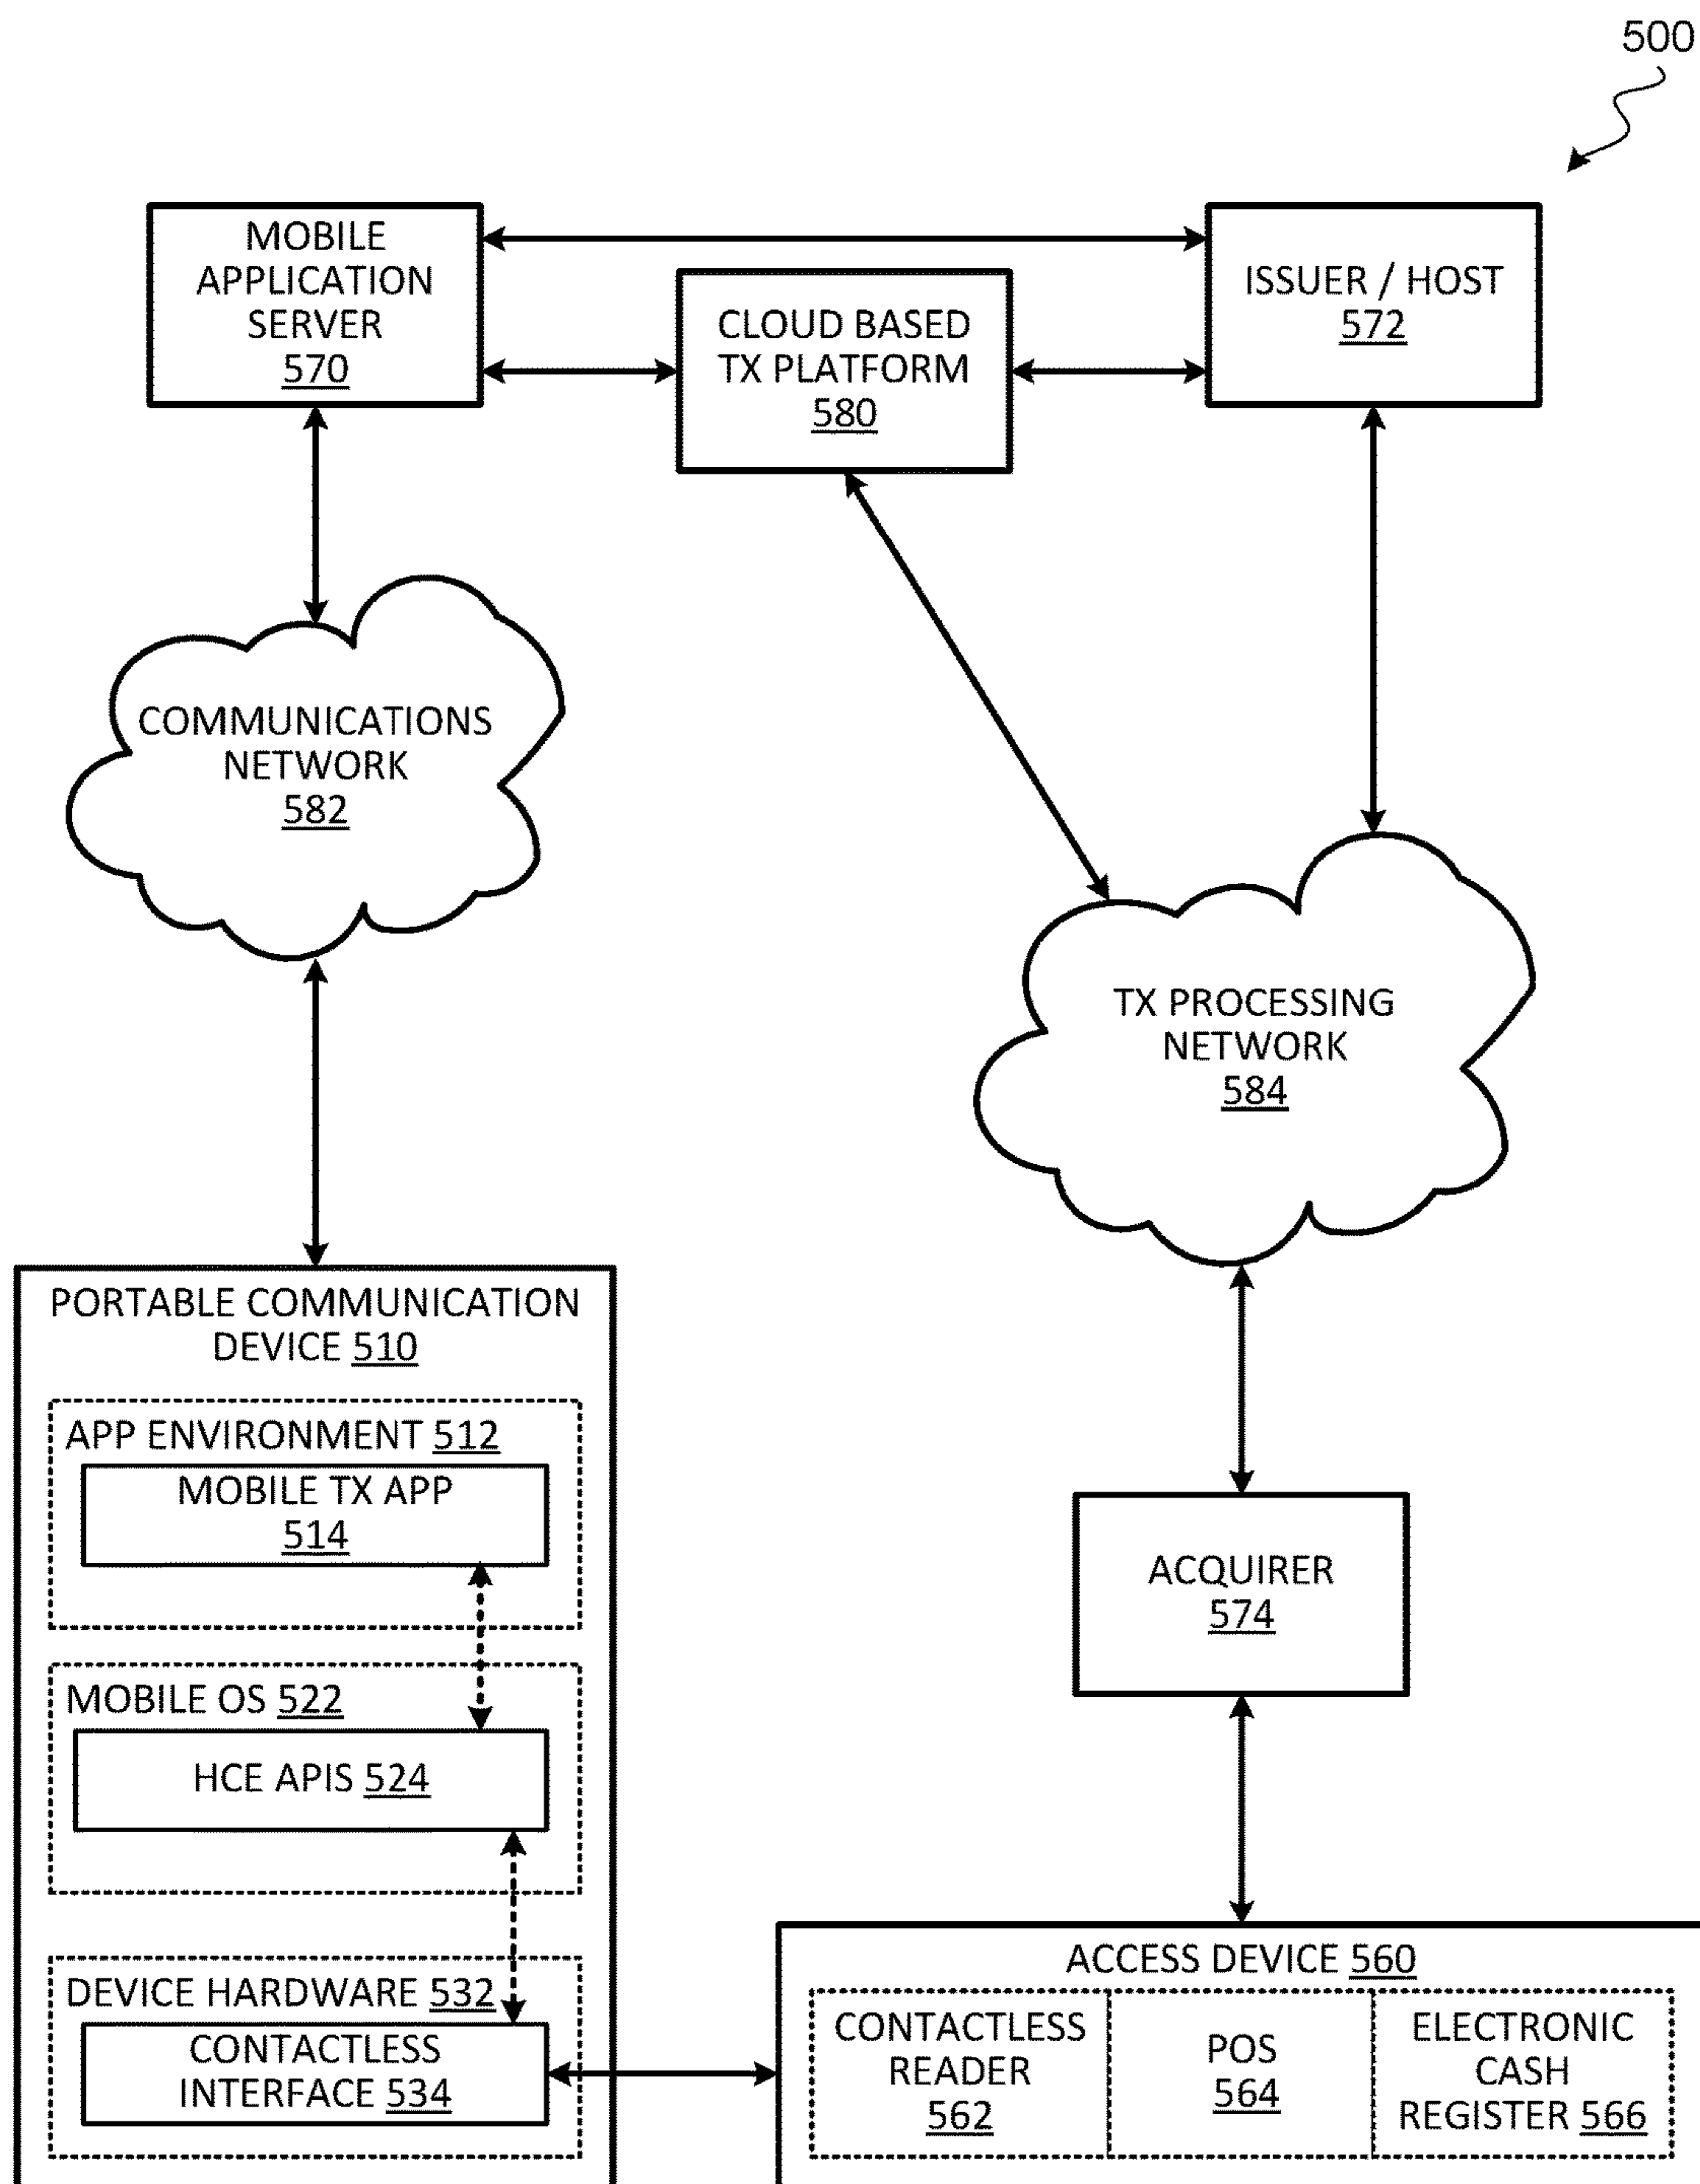 500
MOBILE
APPLICATION
SERVER
570
CLOUD BASED
TX PLATFORM
580
ISSUER / HOST
572
COMMUNICATIONS
NETWORK
582
TX PROCESSING
NETWORK
584
PORTABLE COMMUNICATION
DEVICE 510
APP ENVIRONMENT 512
MOBILE TX APP
514
MOBILE OS 522
HCE APIS 524
DEVICE HARDWARE 532
CONTACTLESS
INTERFACE 534
ACQUIRER
574
ACCESS DEVICE 560
CONTACTLESS
READER
562
POS
564
ELECTRONIC
CASH
REGISTER 566